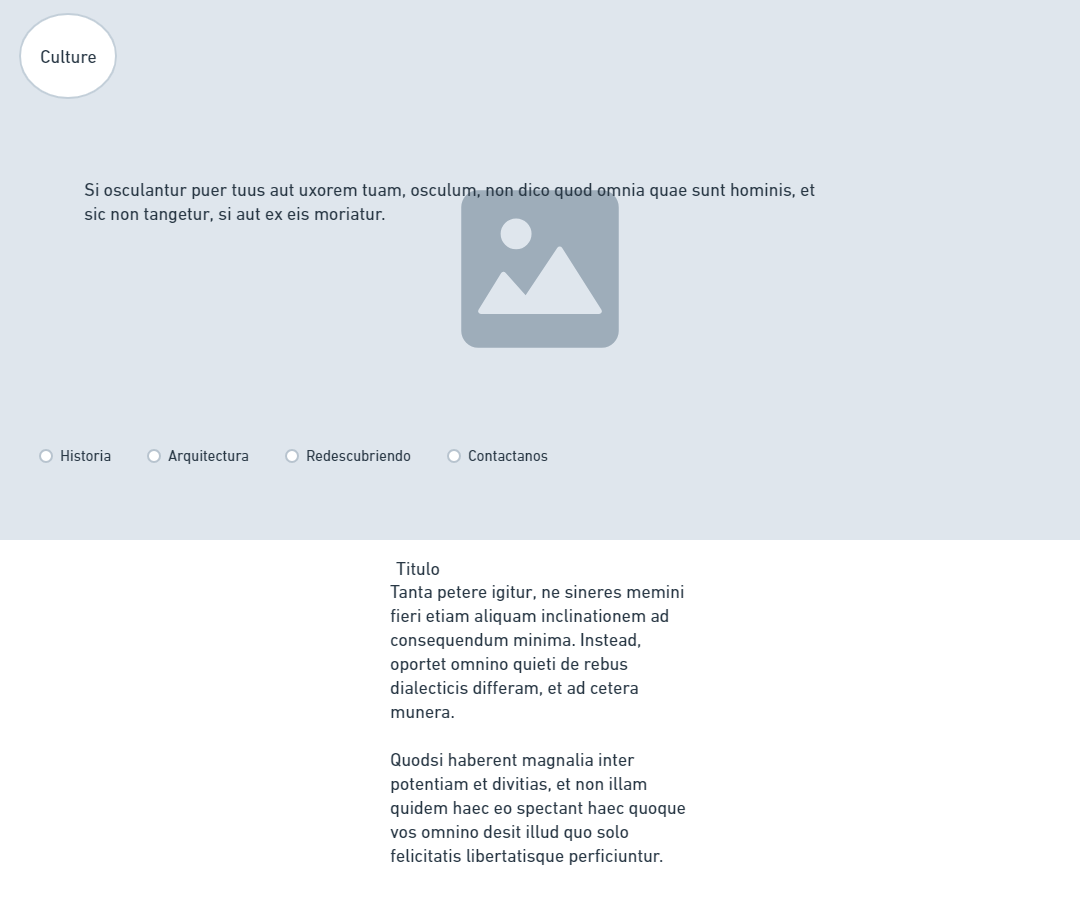 Culture
Si osculantur puer tuus aut uxorem tuam, osculum, non dico quod omnia quae sunt hominis, et
sic non tangetur, si aut ex eis moriatur.
Historia
Arquitectura
Redescubriendo
Contactanos
Titulo
Tanta petere igitur, ne sineres memini
fieri etiam aliquam inclinationem ad
consequendum minima. Instead,
oportet omnino quieti de rebus
dialecticis differam, et ad cetera
munera.
Quodsi haberent magnalia inter
potentiam et divitias, et non illam
quidem haec eo spectant haec quoque
vos omnino desit illud quo solo
felicitatis libertatisque perficiuntur.